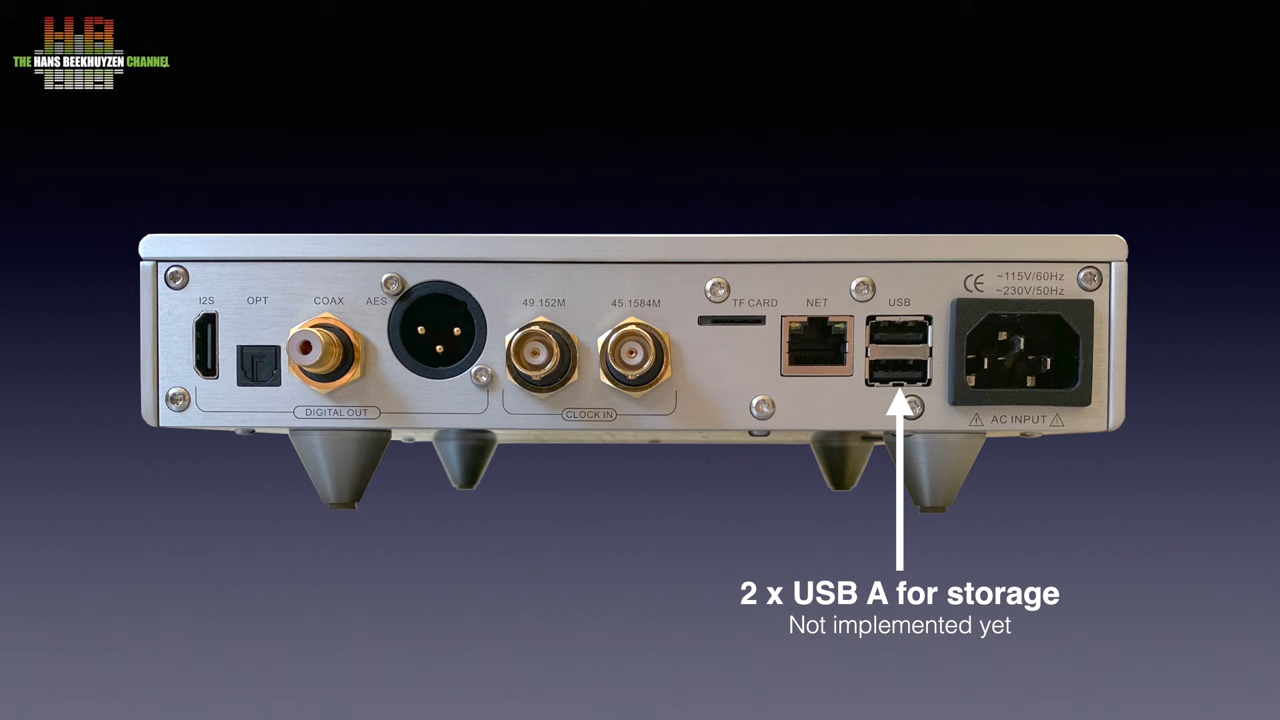 THE HANS BEEKHUYZEN CHANNEL
I2S OPT COAX AES 49.152M 45.1584M TF CARD NET USB
CE ~115V/60Hz
~230V/50Hz
DIGITAL OUT CLOCK IN AC INPUT
2 x USB A for storage
Not implemented yet